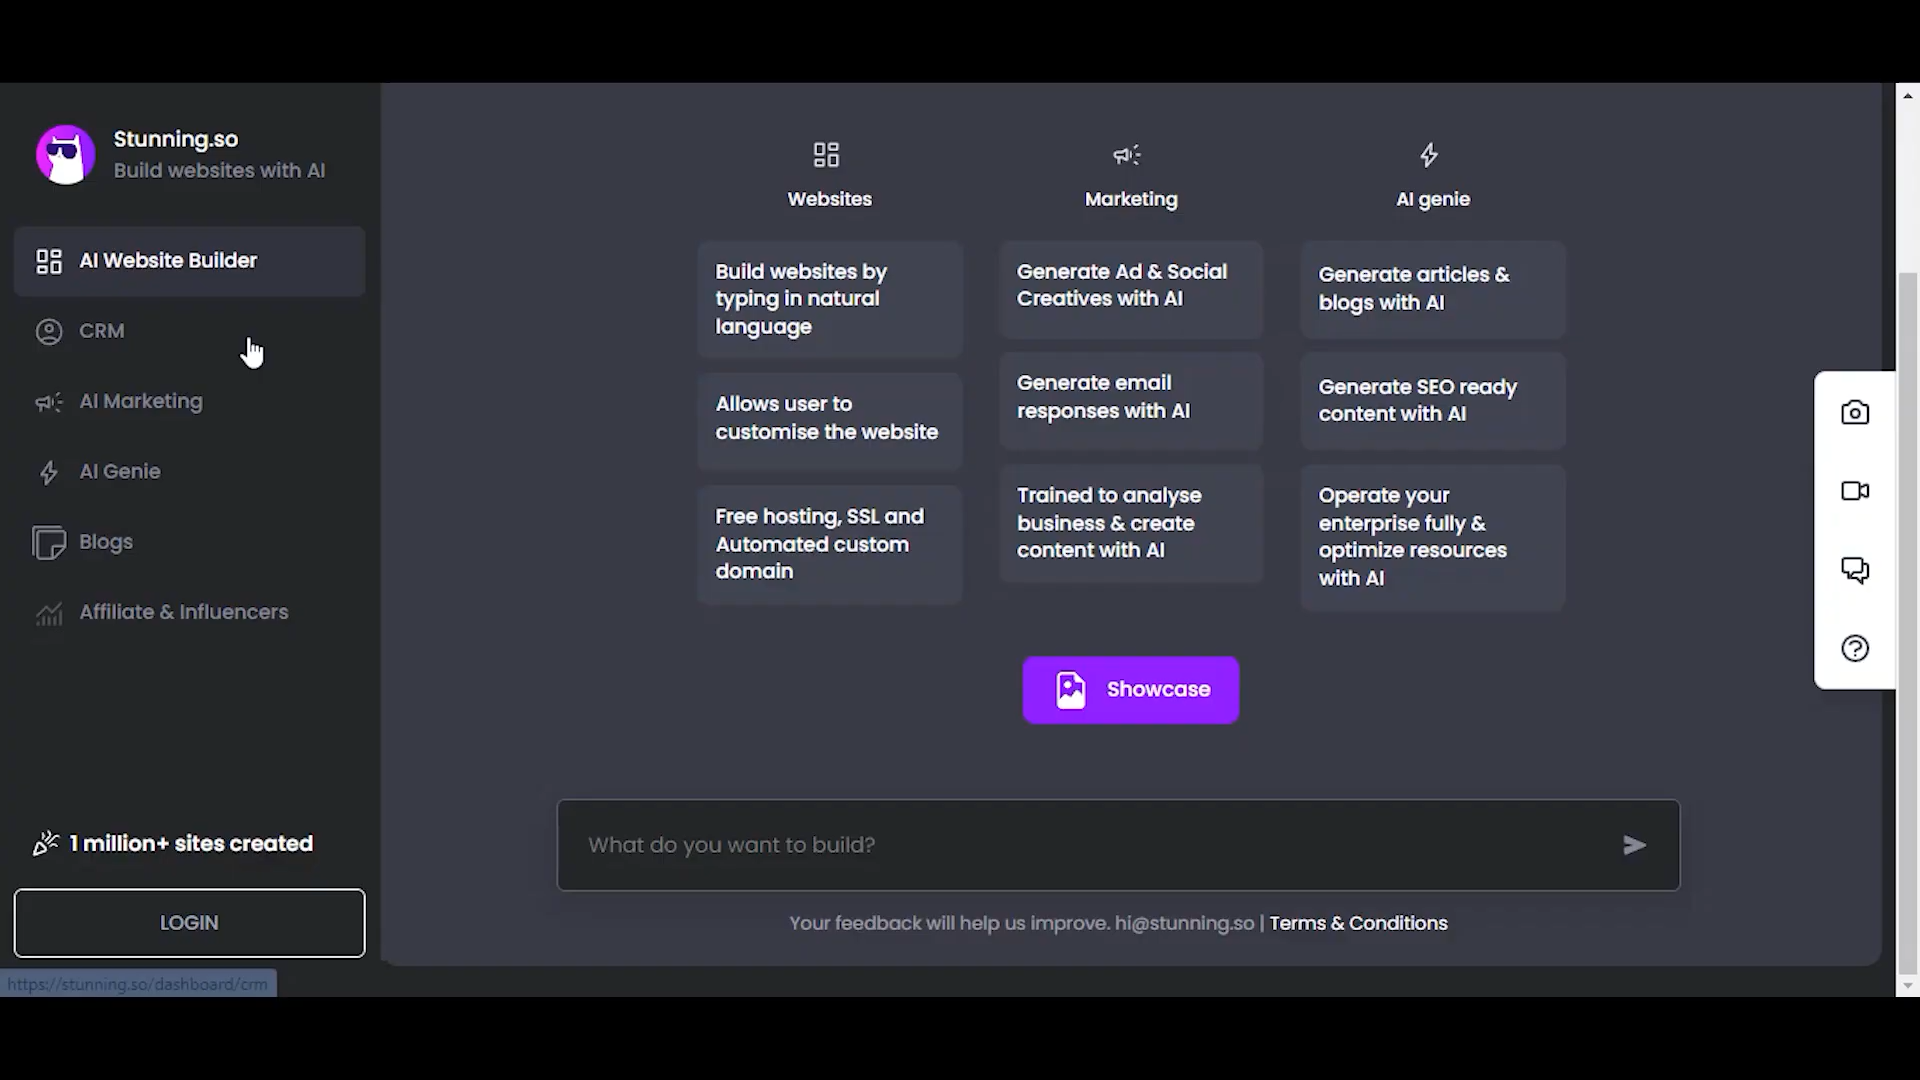 Stunning.so
Build websites with AI
AI Website Builder
CRM
AI Marketing
AI Genie
Blogs
Affiliate & Influencers
1 million+ sites created
LOGIN
https://stunning.so/dashboard/crm
Websites
Build websites by
typing in natural
language
Allows user to
customise the website
Free hosting, SSL and
Automated custom
domain
Marketing
Generate Ad & Social
Creatives with AI
Generate email
responses with AI
Trained to analyse
business & create
content with AI
AI genie
Generate articles &
blogs with AI
Generate SEO ready
content with AI
Operate your
enterprise fully &
optimize resources
with AI
Showcase
What do you want to build?
Your feedback will help us improve. hi@stunning.so | Terms & Conditions